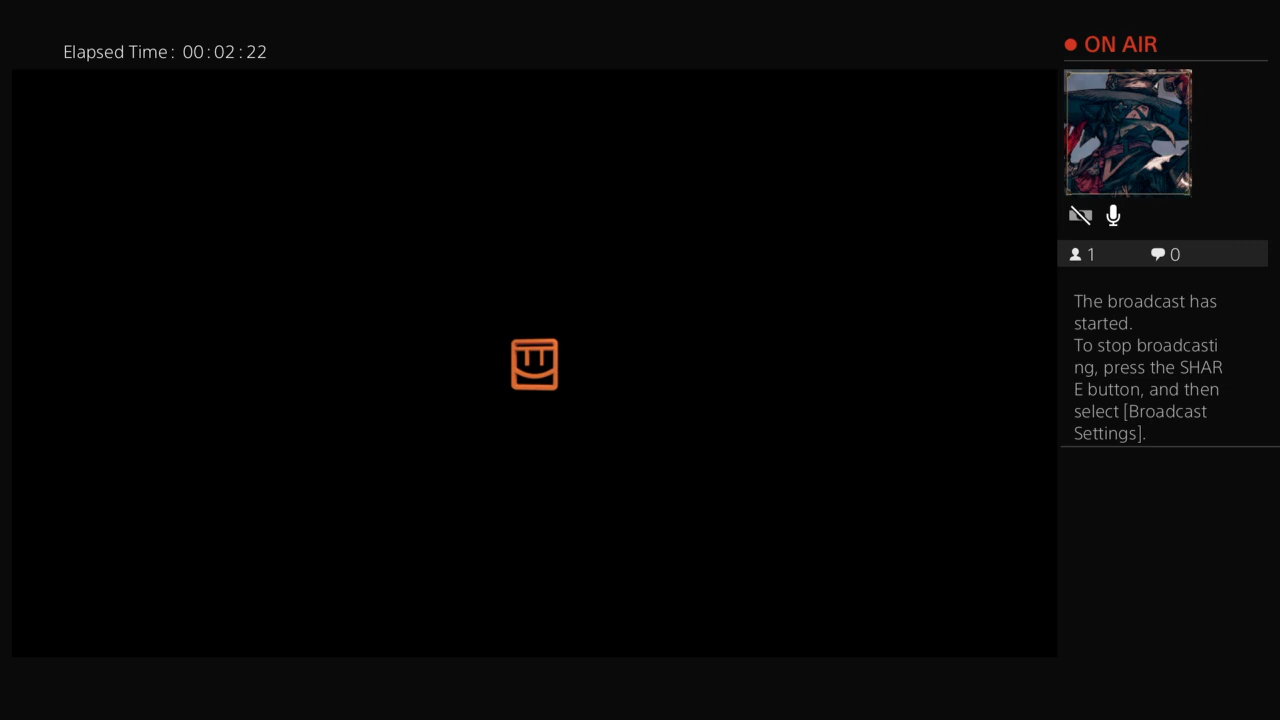 Elapsed Time: 00:02:22
ON AIR
1
0
The broadcast has
started.
To stop broadcasti
ng, press the SHAR
E button, and then
select [Broadcast
Settings].